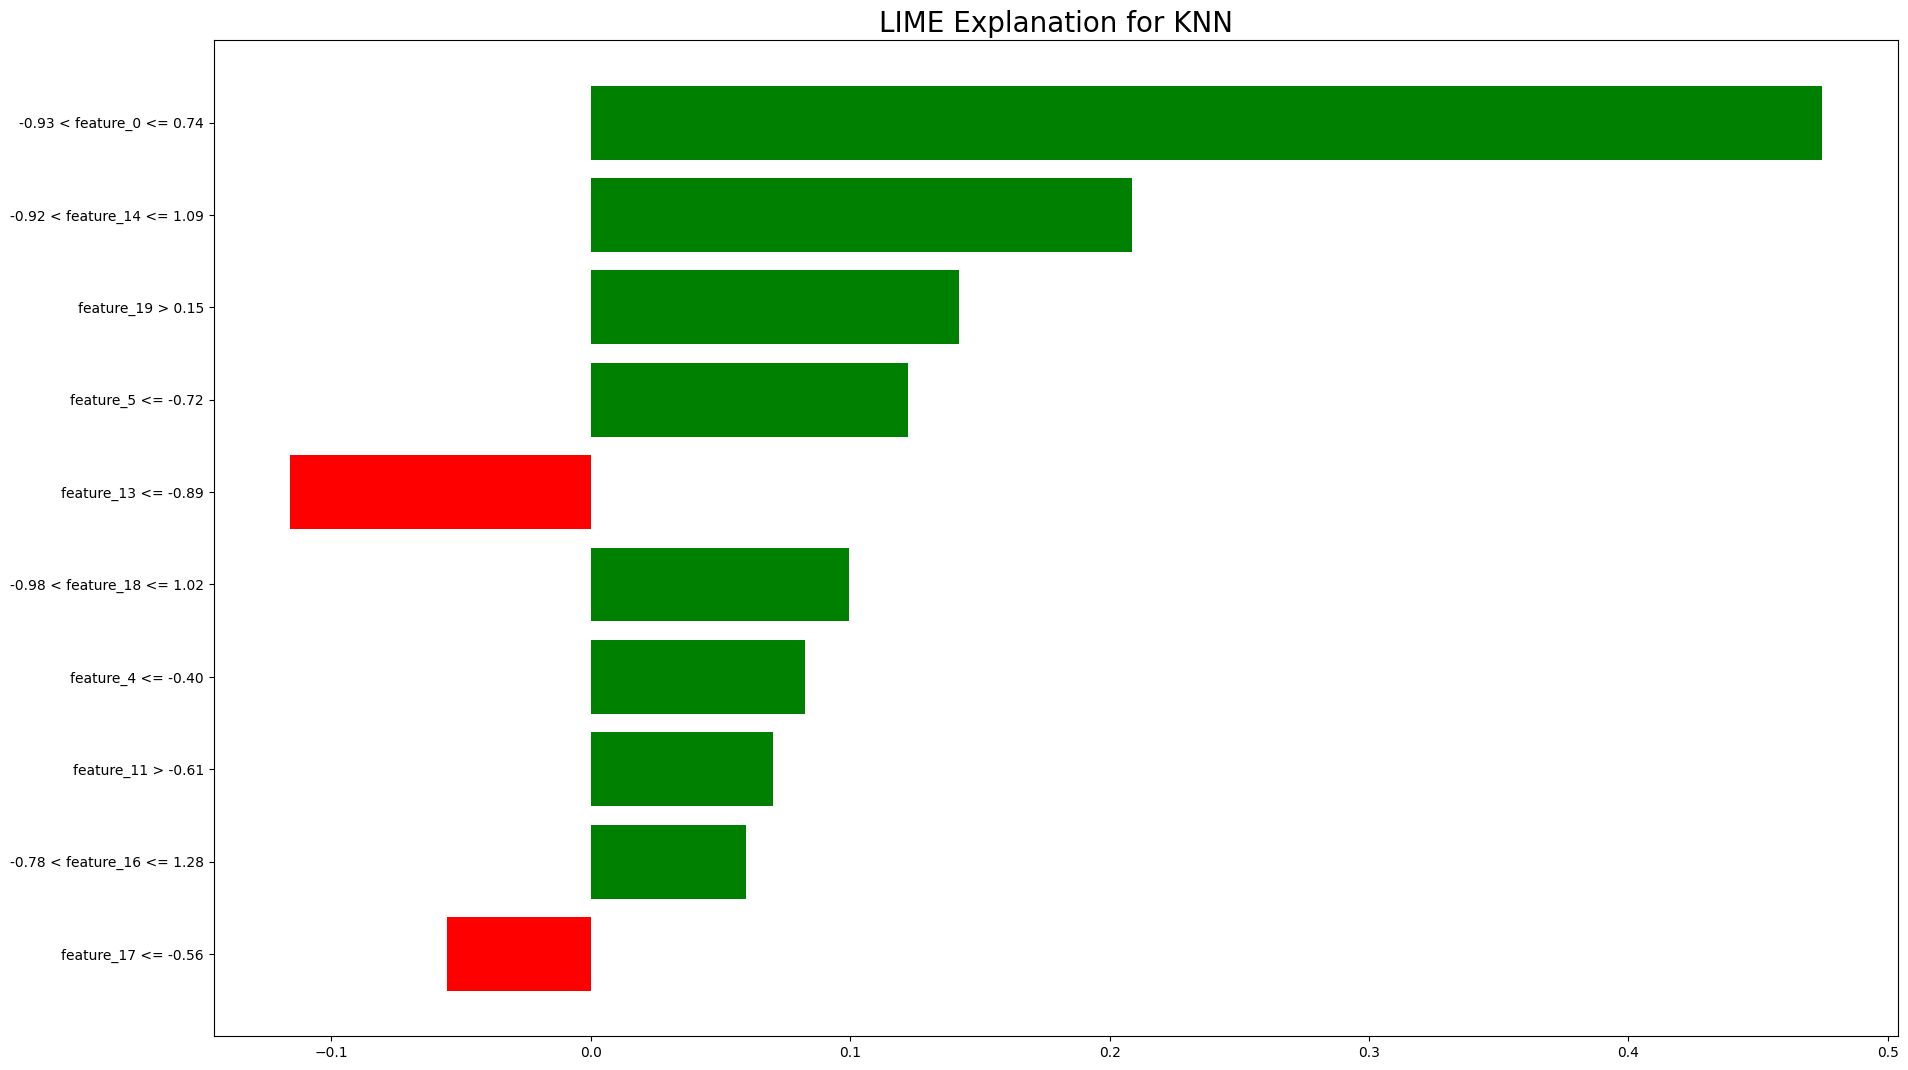 LIME Explanation for KNN
-0.93 < feature_0 <= 0.74
-0.92 < feature_14 <= 1.09
feature_19 > 0.15
feature_5 <= -0.72
feature_13 <= -0.89
-0.98 < feature_18 <= 1.02
feature_4 <= -0.40
feature_11 > -0.61
-0.78 < feature_16 <= 1.28
feature_17 <= -0.56
−0.1 0.0 0.1 0.2 0.3 0.4 0.5